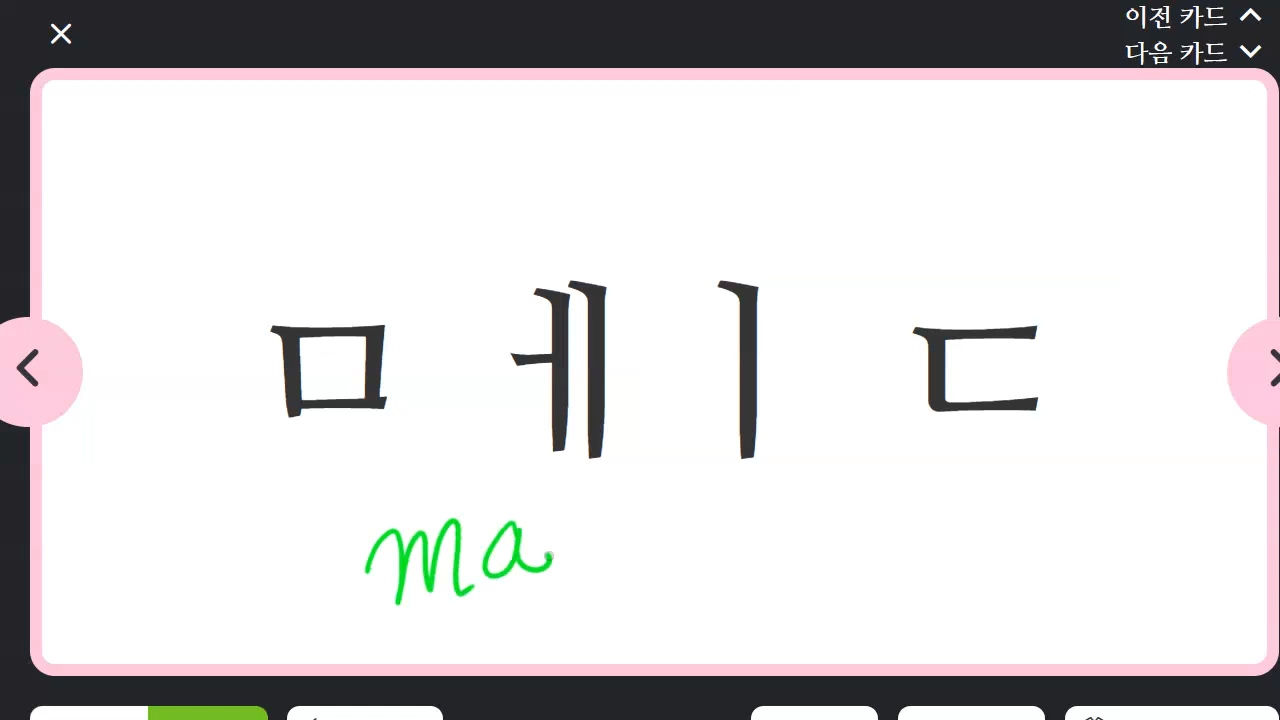 이전 카드
다음 카드
ㅁ ㅔ ㅣ ㄷ
ma